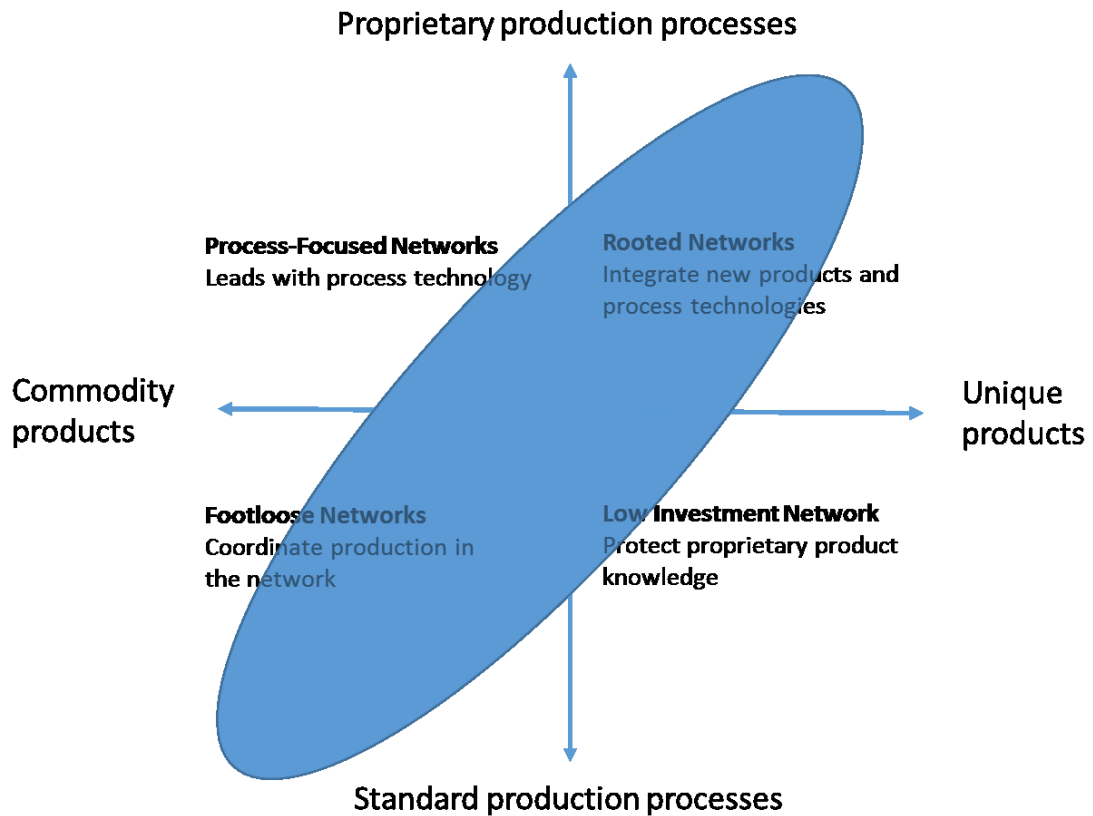 Proprietary production processes
Process-Focused Networks
Leads with process technology
Rooted Networks
Integrate new products and
process technologies
Commodity
products
Unique
products
Footloose Networks
Coordinate production in
the network
Low Investment Network
Protect proprietary product
knowledge
Standard production processes